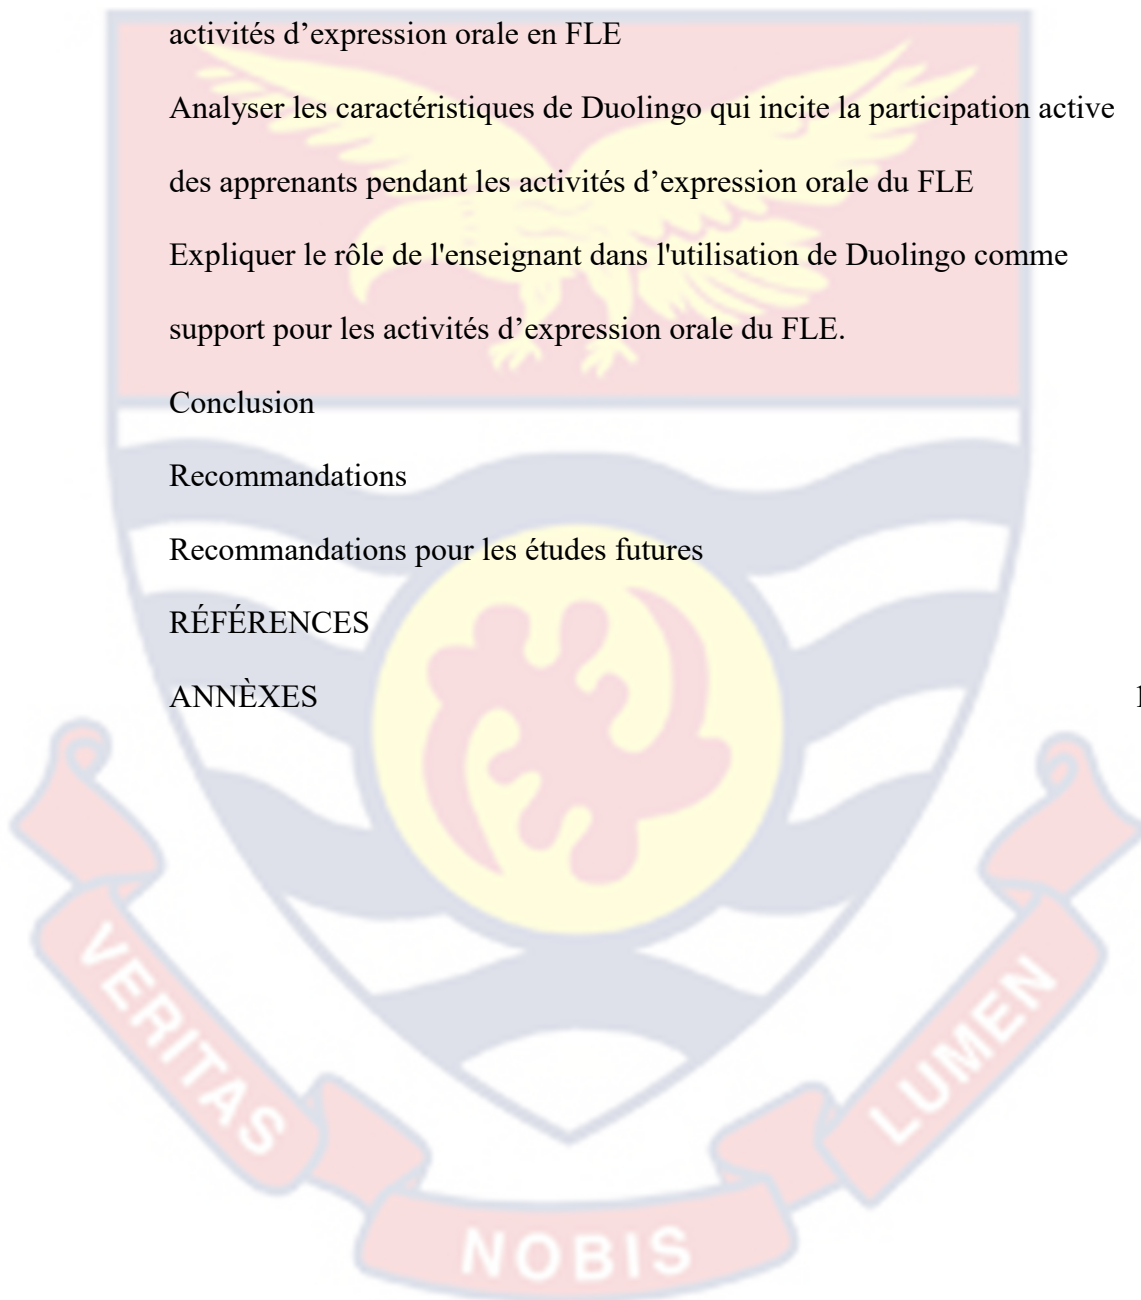 activités d’expression orale en FLE
Analyser les caractéristiques de Duolingo qui incite la participation active
des apprenants pendant les activités d’expression orale du FLE
Expliquer le rôle de l'enseignant dans l'utilisation de Duolingo comme
support pour les activités d’expression orale du FLE.
Conclusion
Recommandations
Recommandations pour les études futures
RÉFÉRENCES
ANNÈXES
VERITAS
NOBIS
LUMEN